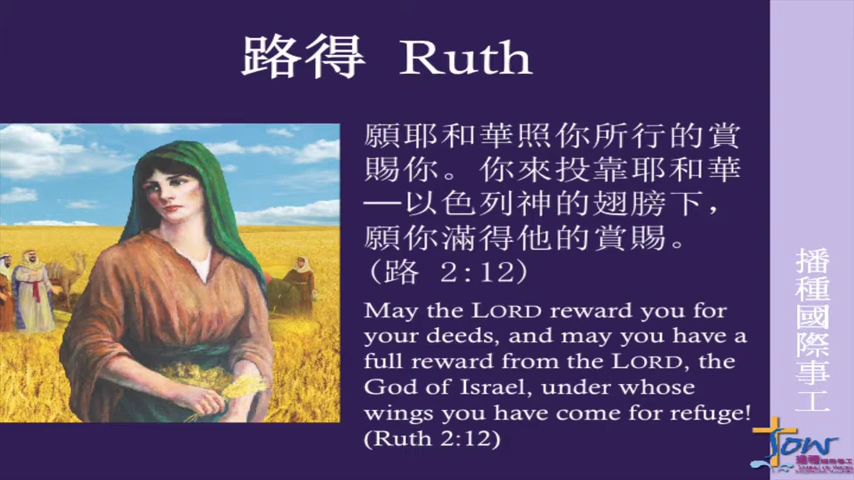 路得 Ruth
願耶和華照你所行的賞
賜你。你來投靠耶和華
—以色列神的翅膀下，
願你滿得他的賞賜。
(路 2:12)
May the LORD reward you for
your deeds, and may you have a
full reward from the LORD, the
God of Israel, under whose
wings you have come for refuge!
(Ruth 2:12)
播種國際事工
Sow
播種國際事工